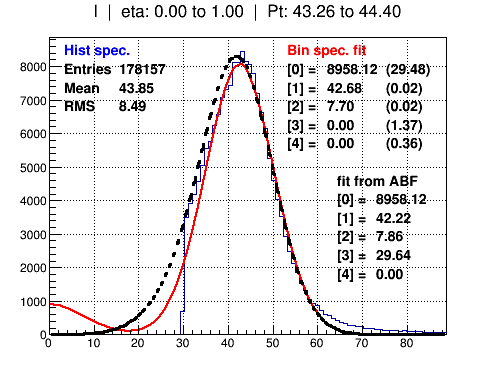 I | eta: 0.00 to 1.00 | Pt: 43.26 to 44.40
Hist spec.
Entries 178157
Mean 43.85
RMS 8.49
Bin spec. fit
[0] = 8958.12 (29.48)
[1] = 42.68 (0.02)
[2] = 7.70 (0.02)
[3] = 0.00 (1.37)
[4] = 0.00 (0.36)
fit from ABF
[0] = 8958.12
[1] = 42.22
[2] = 7.86
[3] = 29.64
[4] = 0.00
8000
7000
6000
5000
4000
3000
2000
1000
0
0 10 20 30 40 50 60 70 80